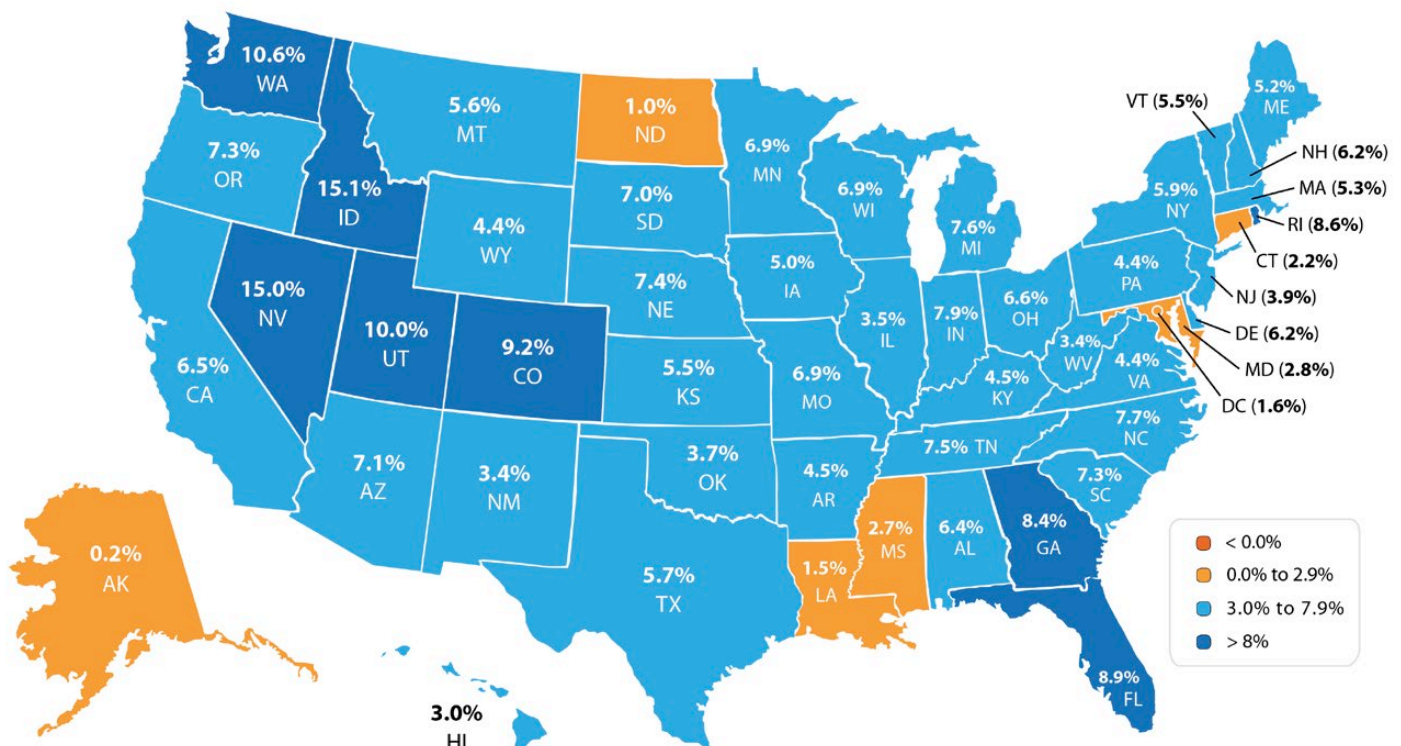 10.6%
WA
5.6%
MT
1.0%
ND
6.9%
MN
7.3%
OR
15.1%
ID
4.4%
WY
7.0%
SD
6.9%
WI
7.6%
MI
5.9%
NY
VT (5.5%)
5.2%
ME
NH (6.2%)
MA (5.3%)
RI (8.6%)
CT (2.2%)
NJ (3.9%)
DE (6.2%)
MD (2.8%)
DC (1.6%)
15.0%
NV
10.0%
UT
9.2%
CO
7.4%
NE
5.0%
IA
3.5%
IL
7.9%
IN
6.6%
OH
4.4%
PA
6.5%
CA
5.5%
KS
6.9%
MO
4.5%
KY
3.4%
WV
4.4%
VA
7.1%
AZ
3.4%
NM
3.7%
OK
4.5%
AR
7.5% TN
7.7%
NC
7.3%
SC
0.2%
AK
5.7%
TX
1.5%
LA
2.7%
MS
6.4%
AL
8.4%
GA
8.9%
FL
3.0%
HI
< 0.0%
0.0% to 2.9%
3.0% to 7.9%
> 8%